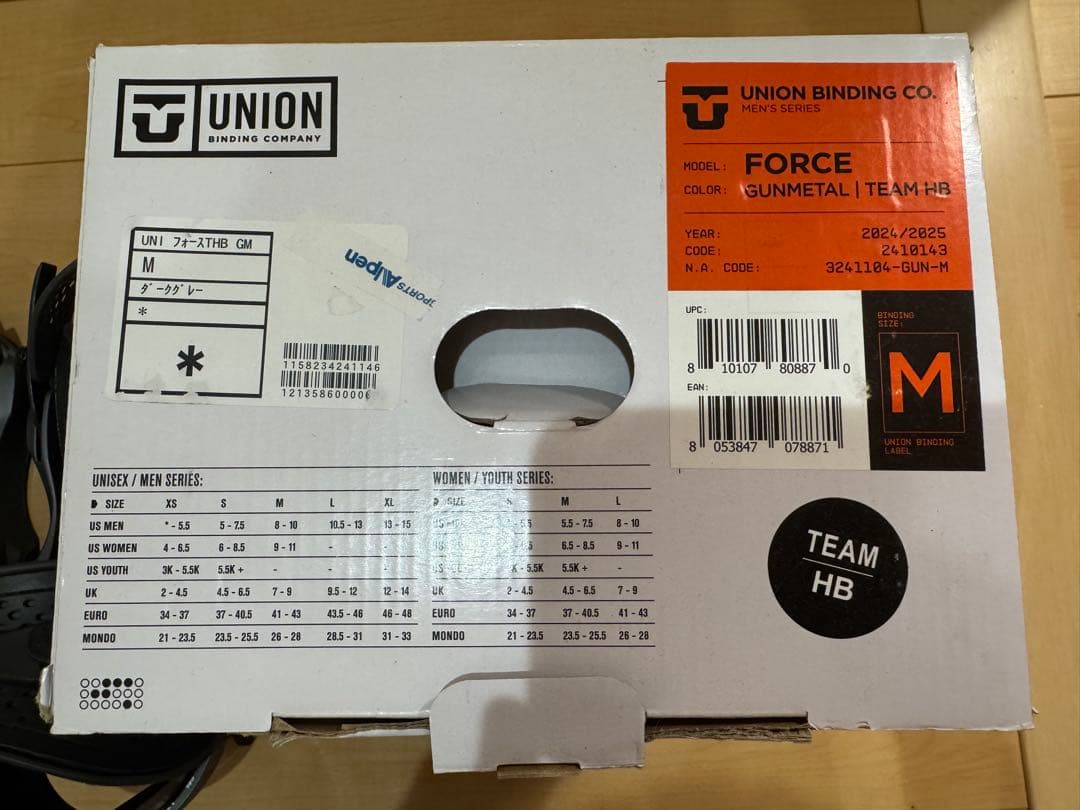 UNION
BINDING COMPANY
UNION BINDING CO.
MEN'S SERIES
MODEL: FORCE
COLOR: GUNMETAL | TEAM HB
YEAR: 2024/2025
CODE: 2410143
N.A. CODE: 3241104-GUN-M
UPC:
8 10107 80887 0
EAN:
8 053847 078871
BINDING
SIZE:
M
UNION BINDING
LABEL
UNI フォースTHB GM
M
ダークグレー
*
*
SPORTS Alpen
1158234241146
121358600006
UNISEX / MEN SERIES:
SIZE XS S M L XL
US MEN * - 5.5 5 - 7.5 8 - 10 10.5 - 13 13 - 15
US WOMEN 4 - 6.5 6 - 8.5 9 - 11 - -
US YOUTH 3K - 5.5K 5.5K + - - -
UK 2 - 4.5 4.5 - 6.5 7 - 9 9.5 - 12 12 - 14
EURO 34 - 37 37 - 40.5 41 - 43 43.5 - 46 46 - 48
MONDO 21 - 23.5 23.5 - 25.5 26 - 28 28.5 - 31 31 - 33
WOMEN / YOUTH SERIES:
SIZE S M L
5.5 - 7.5 8 - 10
6.5 - 8.5 9 - 11
- 5.5K 5.5K + -
UK 2 - 4.5 4.5 - 6.5 7 - 9
EURO 34 - 37 37 - 40.5 41 - 43
MONDO 21 - 23.5 23.5 - 25.5 26 - 28
TEAM
HB